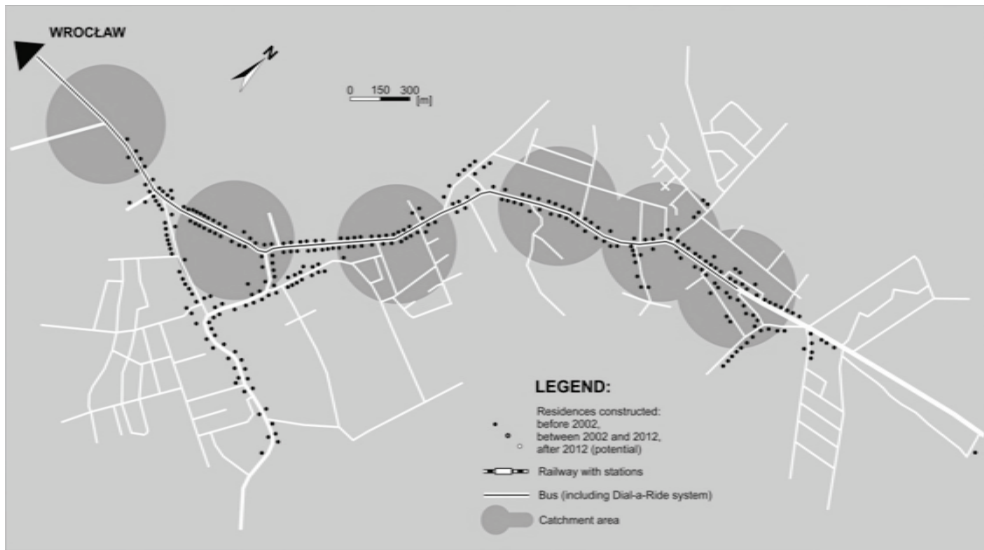 WROCŁAW
N
0 150 300
[m]
LEGEND:
Residences constructed:
before 2002,
between 2002 and 2012,
after 2012 (potential)
Railway with stations
Bus (including Dial-a-Ride system)
Catchment area